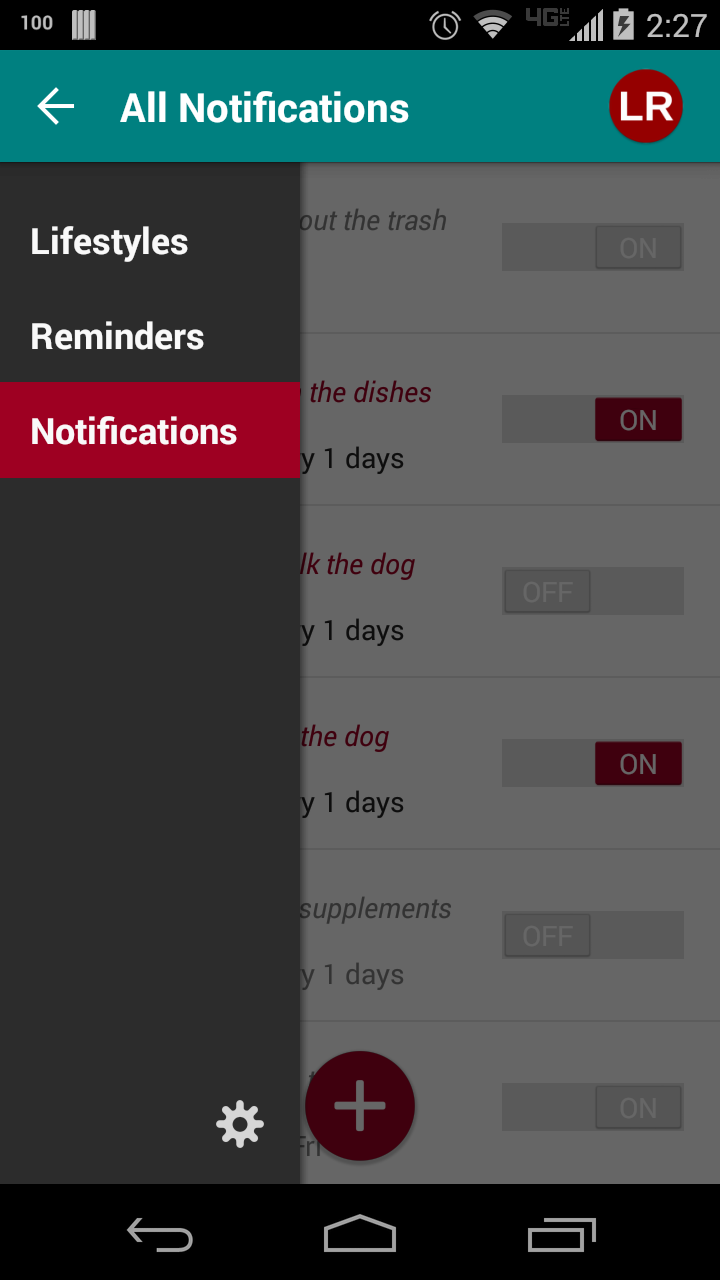 100 4G LTE 2:27
All Notifications LR
Lifestyles
Reminders
Notifications
out the trash ON
the dishes ON
y 1 days
lk the dog OFF
y 1 days
the dog ON
y 1 days
supplements OFF
y 1 days
ON
Fri